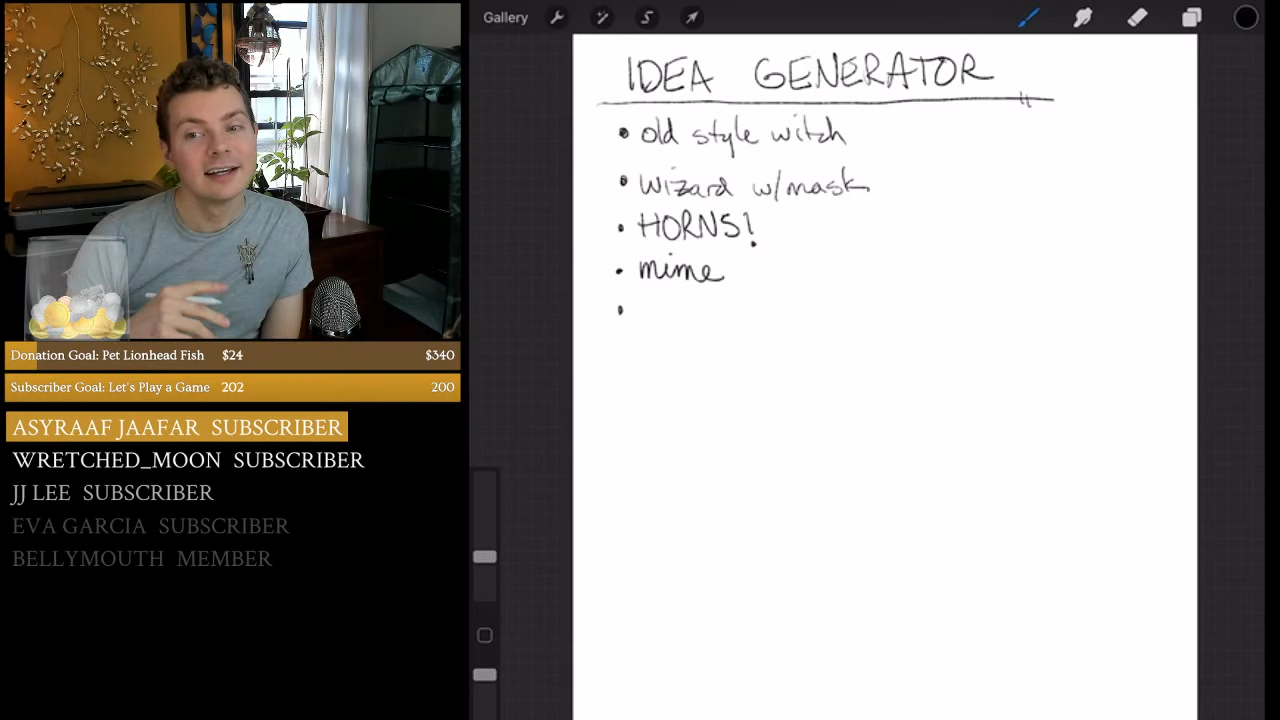 Gallery
IDEA GENERATOR
• old style witch
• wizard w/mask
• HORNS!
• mime
•
Donation Goal: Pet Lionhead Fish $24 $340
Subscriber Goal: Let's Play a Game 202 200
ASYRAAF JAAFAR SUBSCRIBER
WRETCHED_MOON SUBSCRIBER
JJ LEE SUBSCRIBER
EVA GARCIA SUBSCRIBER
BELLYMOUTH MEMBER